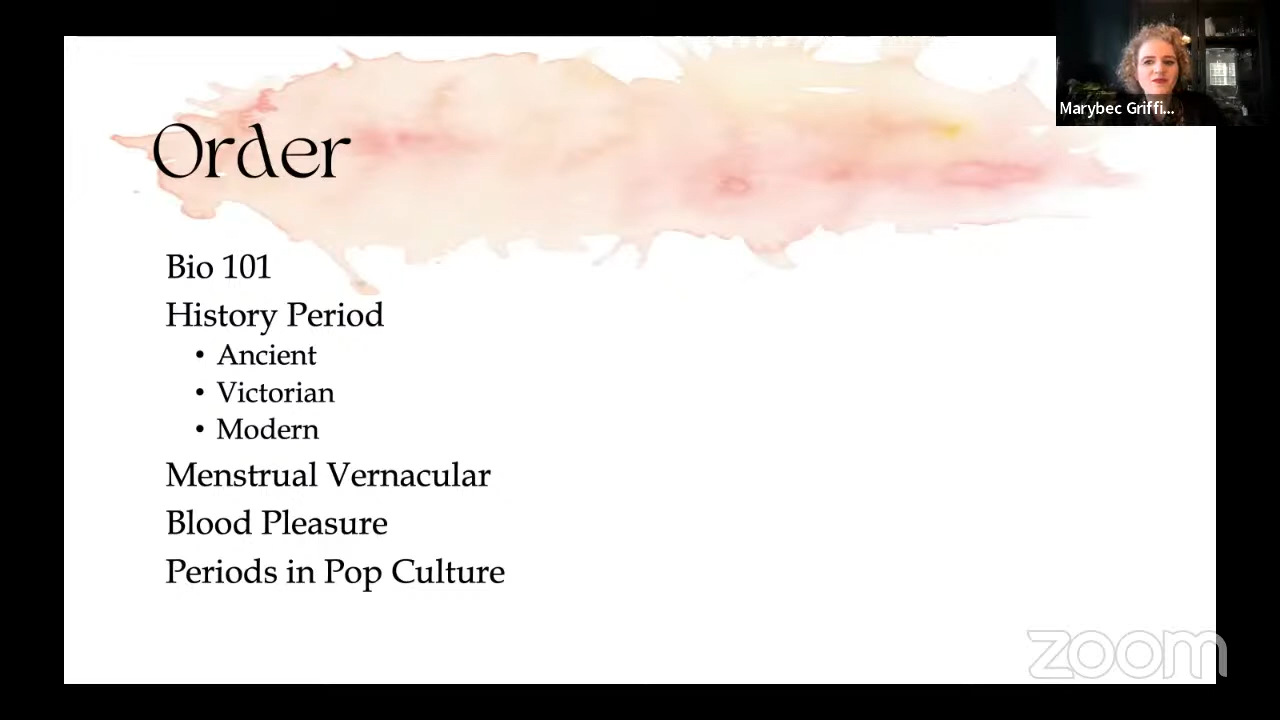 Marybec Griffi...
Order
Bio 101
History Period
• Ancient
• Victorian
• Modern
Menstrual Vernacular
Blood Pleasure
Periods in Pop Culture
zoom